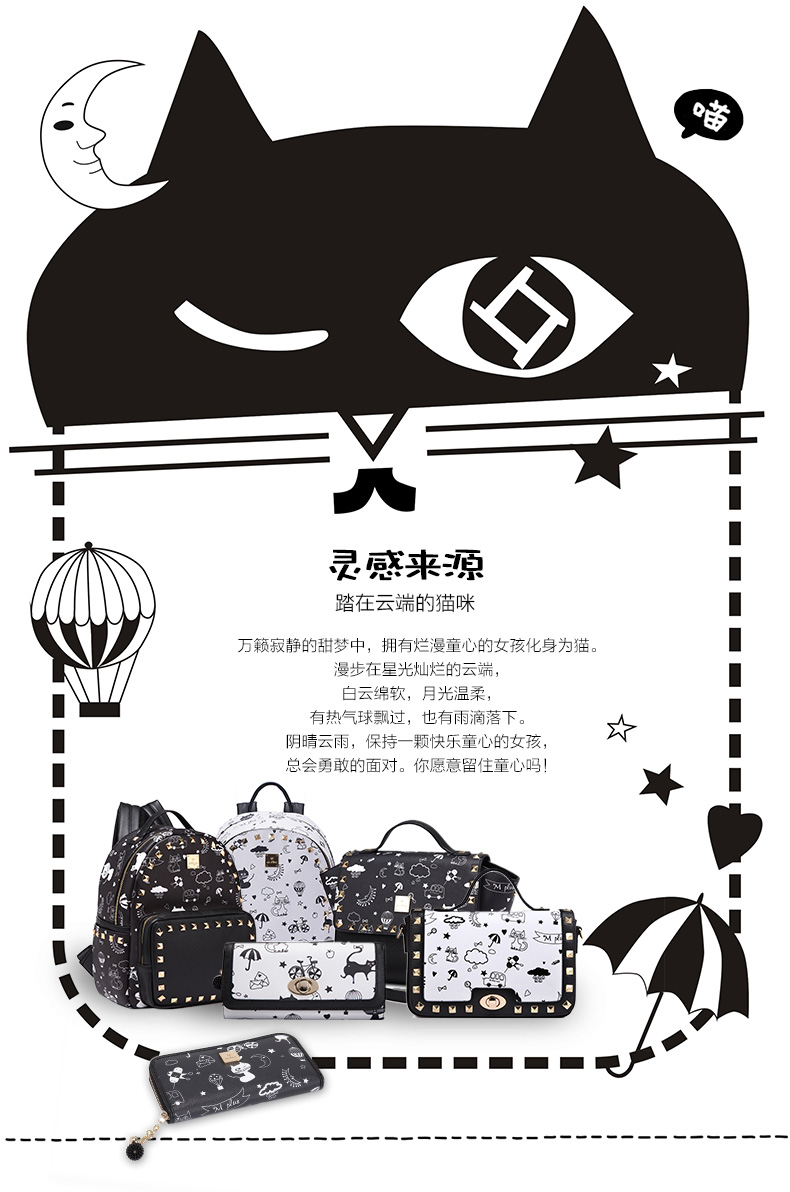 喵
灵感来源
踏在云端的猫咪
万籁寂静的甜梦中，拥有烂漫童心的女孩化身为猫。
漫步在星光灿烂的云端，
白云绵软，月光温柔，
有热气球飘过，也有雨滴落下。
阴晴云雨，保持一颗快乐童心的女孩，
总会勇敢的面对。你愿意留住童心吗！
M plus
M plus